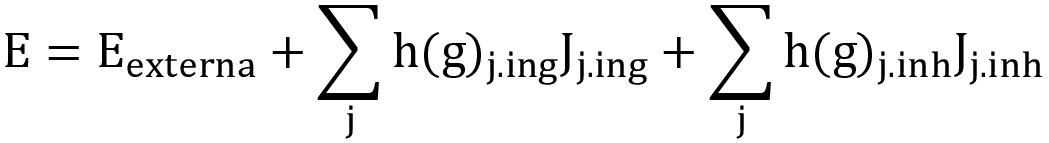 E = E_externa + ∑_j h(g)_j.ing J_j.ing + ∑_j h(g)_j.inh J_j.inh